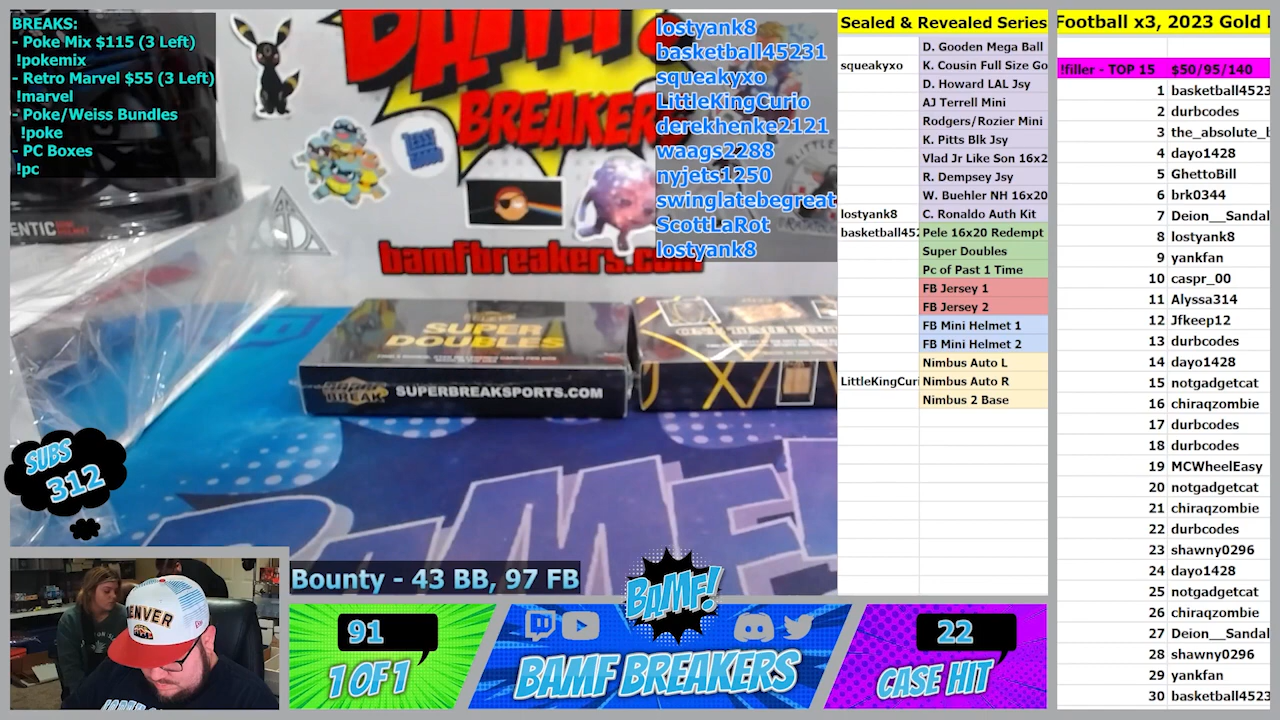 BREAKS:
- Poke Mix $115 (3 Left)
!pokemix
- Retro Marvel $55 (3 Left)
!marvel
- Poke/Weiss Bundles
!poke
- PC Boxes
!pc
BREAKERS
bamfbreakers.com
lostyank8
basketball45231
squeakyxo
LittleKingCurio
derekhenke2121
waags2288
nyjets1250
swinglatebegreat
ScottLaRot
lostyank8
SUPER
DOUBLES
SUPER
BREAK
SUPERBREAKSPORTS.COM
SUBS
312
Bounty - 43 BB, 97 FB
BAMF!
91
1 OF 1
BAMF BREAKERS
22
CASE HIT
Sealed & Revealed Series
D. Gooden Mega Ball
squeakyxo K. Cousin Full Size Go
D. Howard LAL Jsy
AJ Terrell Mini
Rodgers/Rozier Mini
K. Pitts Blk Jsy
Vlad Jr Like Son 16x2
R. Dempsey Jsy
W. Buehler NH 16x20
lostyank8 C. Ronaldo Auth Kit
basketball452 Pele 16x20 Redempt
Super Doubles
Pc of Past 1 Time
FB Jersey 1
FB Jersey 2
FB Mini Helmet 1
FB Mini Helmet 2
Nimbus Auto L
LittleKingCuri Nimbus Auto R
Nimbus 2 Base
Football x3, 2023 Gold
!filler - TOP 15 $50/95/140
1 basketball4523
2 durbcodes
3 the_absolute_b
4 dayo1428
5 GhettoBill
6 brk0344
7 Deion__Sandal
8 lostyank8
9 yankfan
10 caspr_00
11 Alyssa314
12 Jfkeep12
13 durbcodes
14 dayo1428
15 notgadgetcat
16 chiraqzombie
17 durbcodes
18 durbcodes
19 MCWheelEasy
20 notgadgetcat
21 chiraqzombie
22 durbcodes
23 shawny0296
24 dayo1428
25 notgadgetcat
26 chiraqzombie
27 Deion__Sandal
28 shawny0296
29 yankfan
30 basketball4523